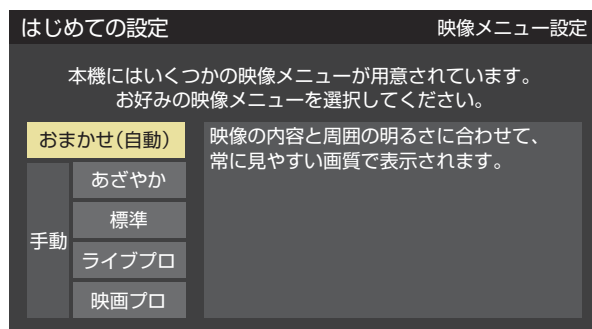 はじめての設定
映像メニュー設定
本機にはいくつかの映像メニューが用意されています。
お好みの映像メニューを選択してください。
おまかせ(自動)
映像の内容と周囲の明るさに合わせて、
常に見やすい画質で表示されます。
手動
あざやか
標準
ライブプロ
映画プロ